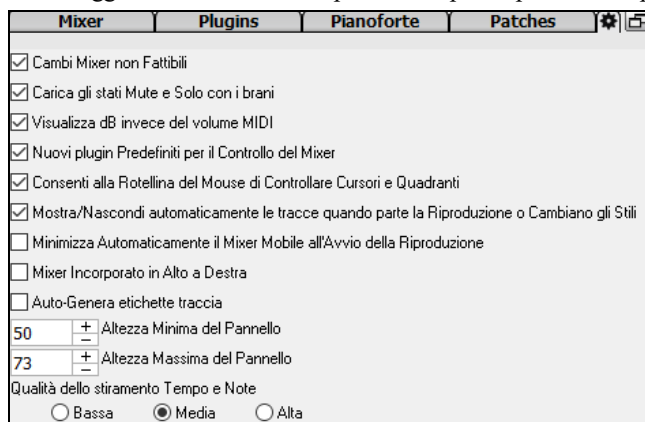 Mixer Plugins Pianoforte Patches
Cambi Mixer non Fattibili
Carica gli stati Mute e Solo con i brani
Visualizza dB invece del volume MIDI
Nuovi plugin Predefiniti per il Controllo del Mixer
Consenti alla Rotellina del Mouse di Controllare Cursori e Quadranti
Mostra/Nascondi automaticamente le tracce quando parte la Riproduzione o Cambiano gli Stili
Minimizza Automaticamente il Mixer Mobile all'Avvio della Riproduzione
Mixer Incorporato in Alto a Destra
Auto-Genera etichette traccia
50 + − Altezza Minima del Pannello
73 + − Altezza Massima del Pannello
Qualità dello stiramento Tempo e Note
Bassa Media Alta